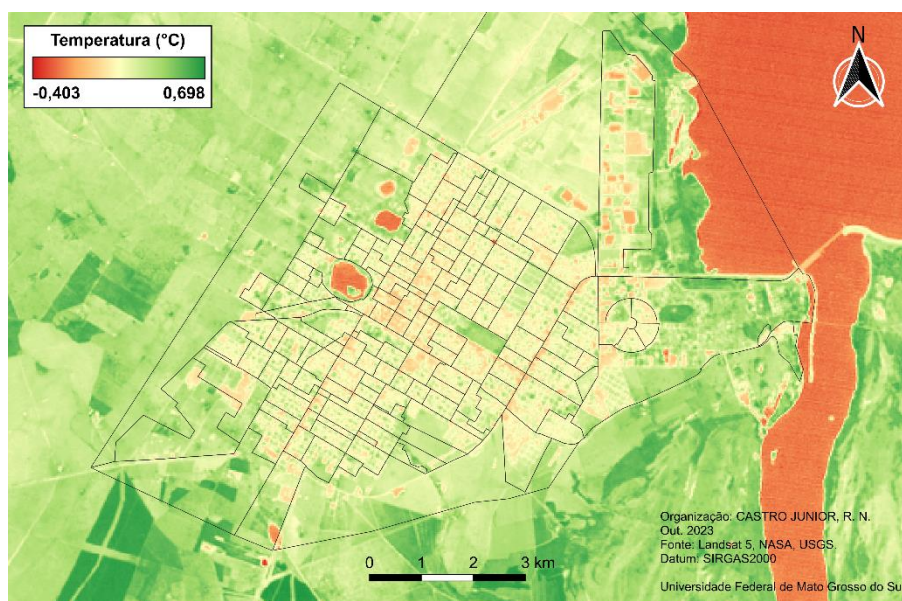 Temperatura (°C)
-0,403 0,698
N
Organização: CASTRO JUNIOR, R. N.
Out. 2023
Fonte: Landsat 5, NASA, USGS.
Datum: SIRGAS2000
Universidade Federal de Mato Grosso do Su
0 1 2 3 km